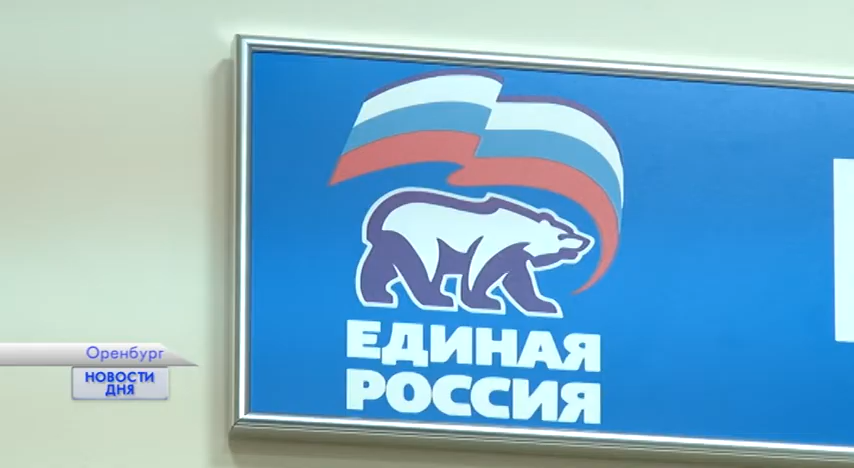 Оренбург
НОВОСТИ
ДНЯ
ЕДИНАЯ
РОССИЯ